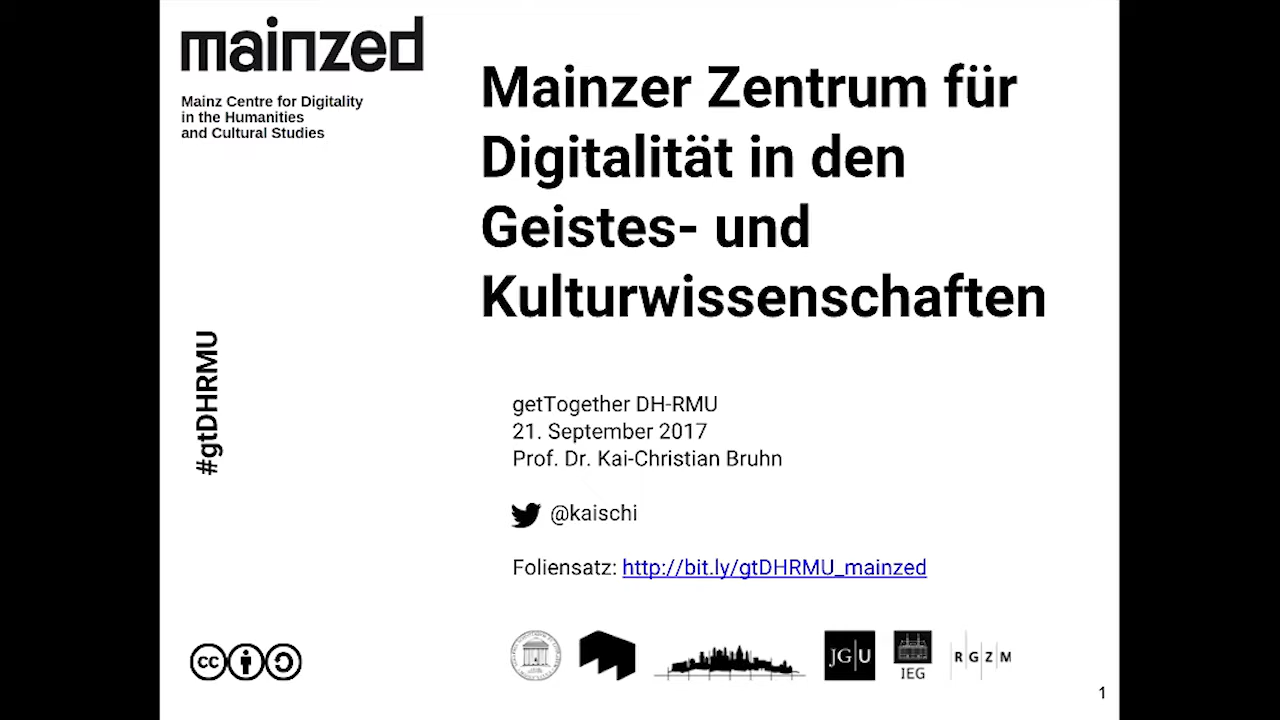 mainzed
Mainz Centre for Digitality
in the Humanities
and Cultural Studies
Mainzer Zentrum für
Digitalität in den
Geistes- und
Kulturwissenschaften
#gtDHRMU
getTogether DH-RMU
21. September 2017
Prof. Dr. Kai-Christian Bruhn
@kaischi
Foliensatz: http://bit.ly/gtDHRMU_mainzed
cc
JG|U
IEG
R|G|Z|M
1